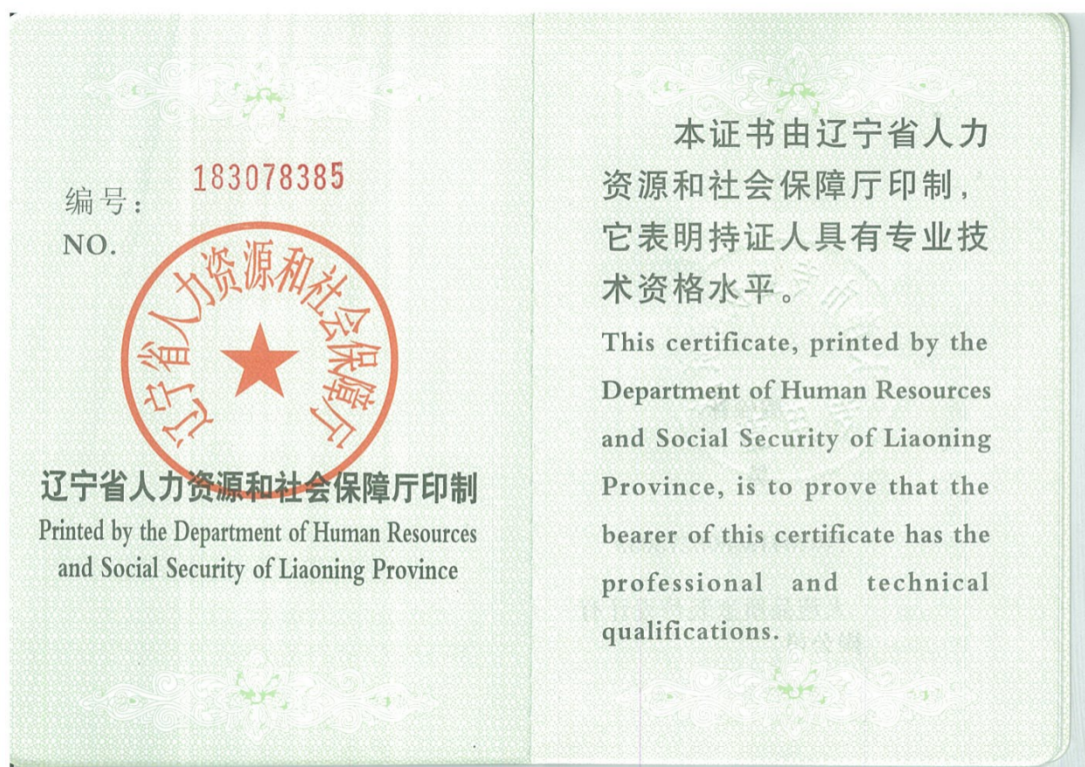 183078385
编号：
NO.
辽宁省人力资源和社会保障厅
辽宁省人力资源和社会保障厅印制
Printed by the Department of Human Resources
and Social Security of Liaoning Province
本证书由辽宁省人力
资源和社会保障厅印制，
它表明持证人具有专业技
术资格水平。
This certificate, printed by the
Department of Human Resources
and Social Security of Liaoning
Province, is to prove that the
bearer of this certificate has the
professional and technical
qualifications.